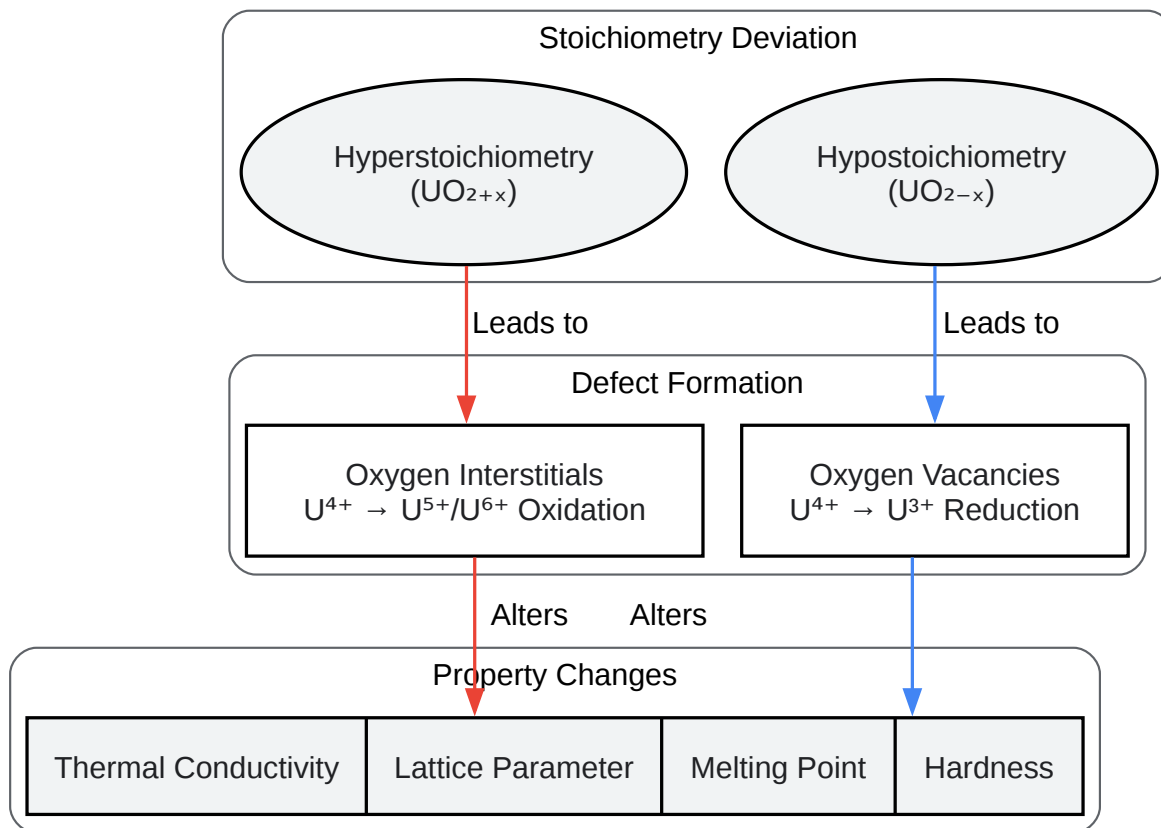 Stoichiometry Deviation
Hyperstoichiometry
(UO₂₊ₓ)
Hypostoichiometry
(UO₂₋ₓ)
Leads to
Leads to
Defect Formation
Oxygen Interstitials
U⁴⁺ → U⁵⁺/U⁶⁺ Oxidation
Oxygen Vacancies
U⁴⁺ → U³⁺ Reduction
Alters
Alters
Property Changes
Thermal Conductivity
Lattice Parameter
Melting Point
Hardness